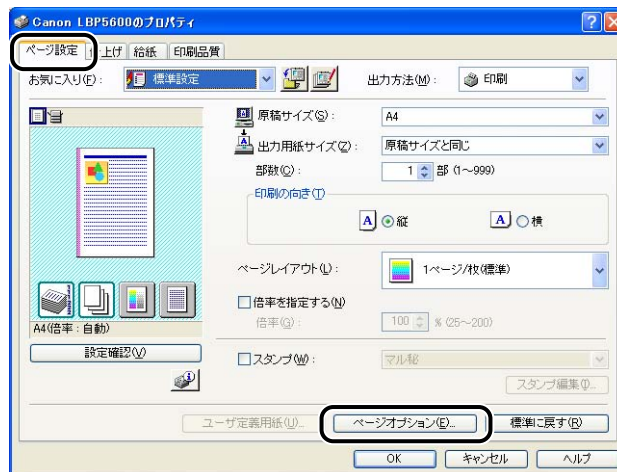 Canon LBP5600のプロパティ
ページ設定 上げ 給紙 印刷品質
お気に入り(F): 標準設定 出力方法(M): 印刷
原稿サイズ(S): A4
出力用紙サイズ(Z): 原稿サイズと同じ
部数(C): 1 部 (1~999)
印刷の向き(T)
A 縦 A 横
ページレイアウト(L): 1ページ/枚(標準)
倍率を指定する(N)
倍率(G): 100 % (25~200)
A4(倍率:自動)
設定確認(V)
スタンプ(W): マル秘
スタンプ編集(I)...
ユーザ定義用紙(U)... ページオプション(E)... 標準に戻す(R)
OK キャンセル ヘルプ